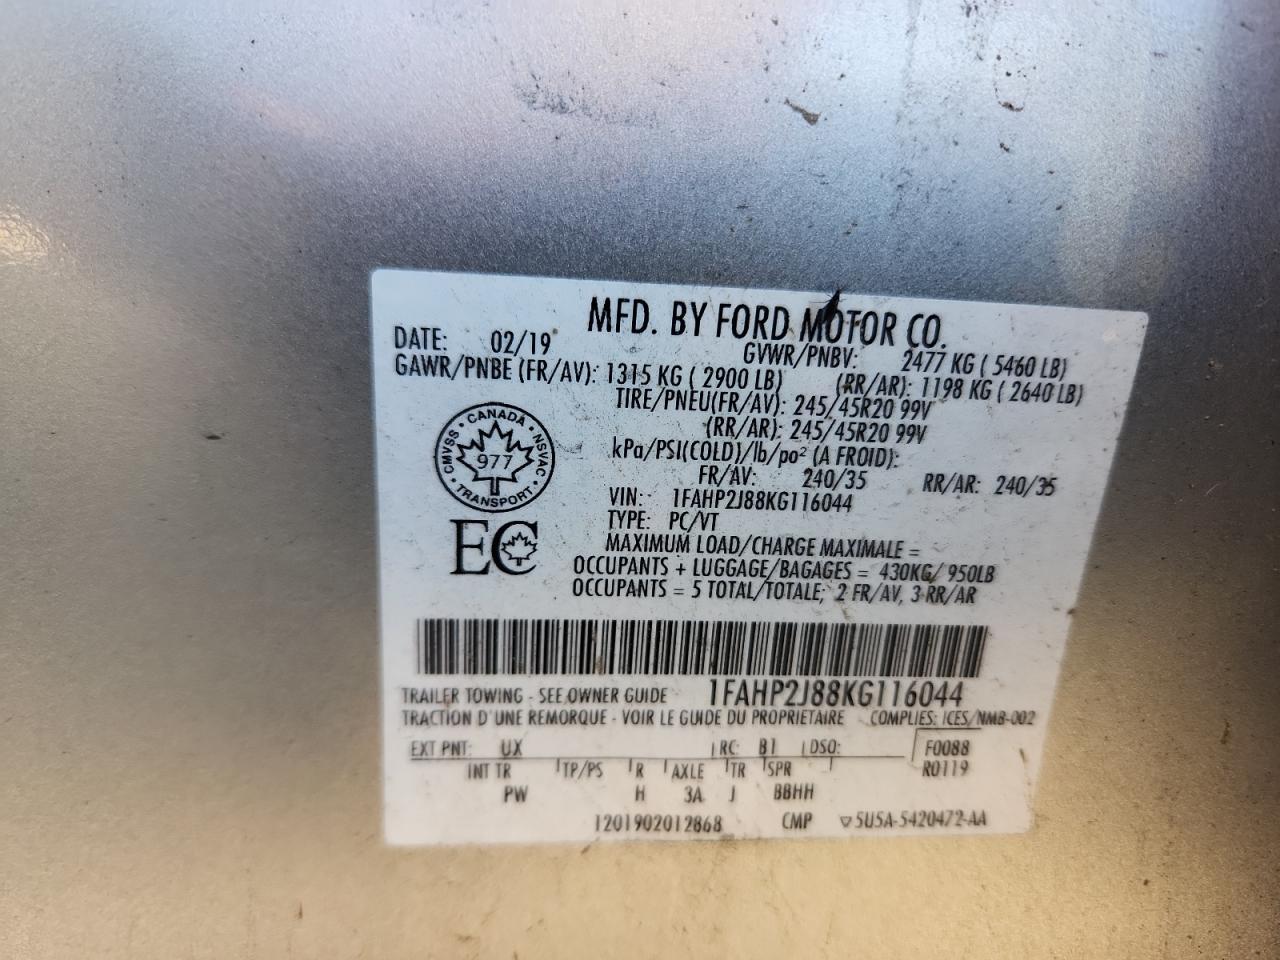 MFD. BY FORD MOTOR CO.
DATE: 02/19 GVWR/PNBV: 2477 KG ( 5460 LB)
GAWR/PNBE (FR/AV): 1315 KG ( 2900 LB) (RR/AR): 1198 KG ( 2640 LB)
TIRE/PNEU(FR/AV): 245/45R20 99V
(RR/AR): 245/45R20 99V
kPa/PSI(COLD)/lb/po² (A FROID):
FR/AV: 240/35 RR/AR: 240/35
CANADA
CMVSS · NSVAC
977
TRANSPORT
VIN: 1FAHP2J88KG116044
TYPE: PC/VT
EC
MAXIMUM LOAD/CHARGE MAXIMALE =
OCCUPANTS + LUGGAGE/BAGAGES = 430KG/ 950LB
OCCUPANTS = 5 TOTAL/TOTALE; 2 FR/AV, 3 RR/AR
TRAILER TOWING - SEE OWNER GUIDE 1FAHP2J88KG116044
TRACTION D'UNE REMORQUE - VOIR LE GUIDE DU PROPRIETAIRE COMPLIES: ICES/NMB-002
EXT PNT: UX RC: B1 DSO: F0088
INT TR TP/PS R AXLE TR SPR R0119
PW H 3A J BBHH
1201902012868 CMP ▽5U5A-5420472-AA